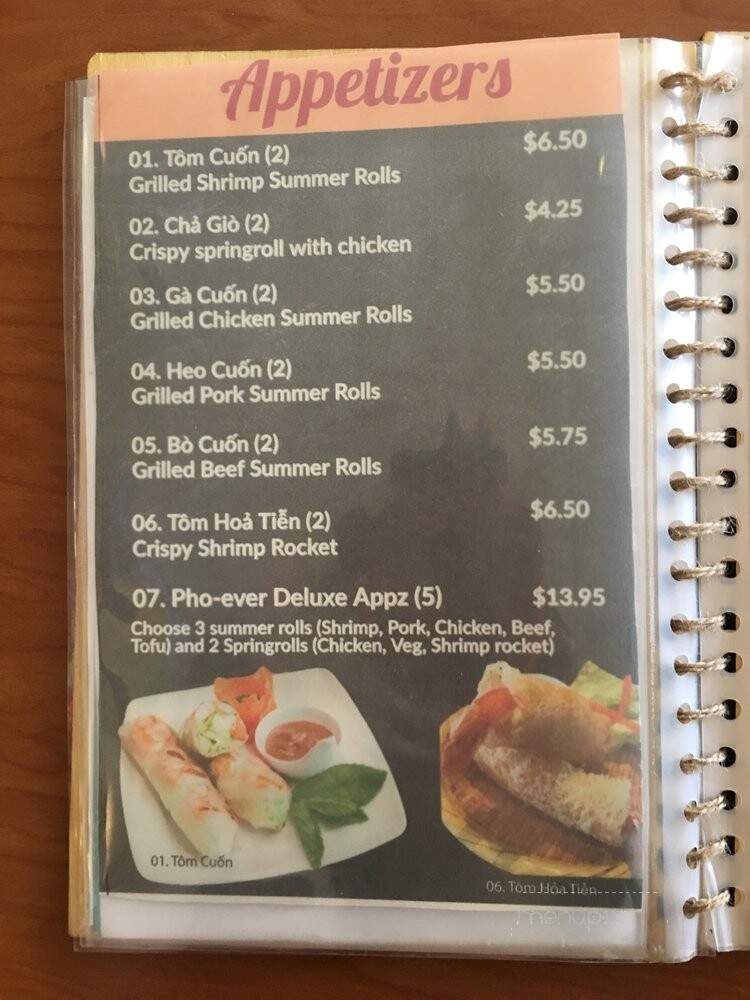 Appetizers
01. Tôm Cuốn (2) $6.50
Grilled Shrimp Summer Rolls
02. Chả Giò (2) $4.25
Crispy springroll with chicken
03. Gà Cuốn (2) $5.50
Grilled Chicken Summer Rolls
04. Heo Cuốn (2) $5.50
Grilled Pork Summer Rolls
05. Bò Cuốn (2) $5.75
Grilled Beef Summer Rolls
06. Tôm Hoả Tiễn (2) $6.50
Crispy Shrimp Rocket
07. Pho-ever Deluxe Appz (5) $13.95
Choose 3 summer rolls (Shrimp, Pork, Chicken, Beef,
Tofu) and 2 Springrolls (Chicken, Veg, Shrimp rocket)
01. Tôm Cuốn
06. Tôm Hỏa Tiễn